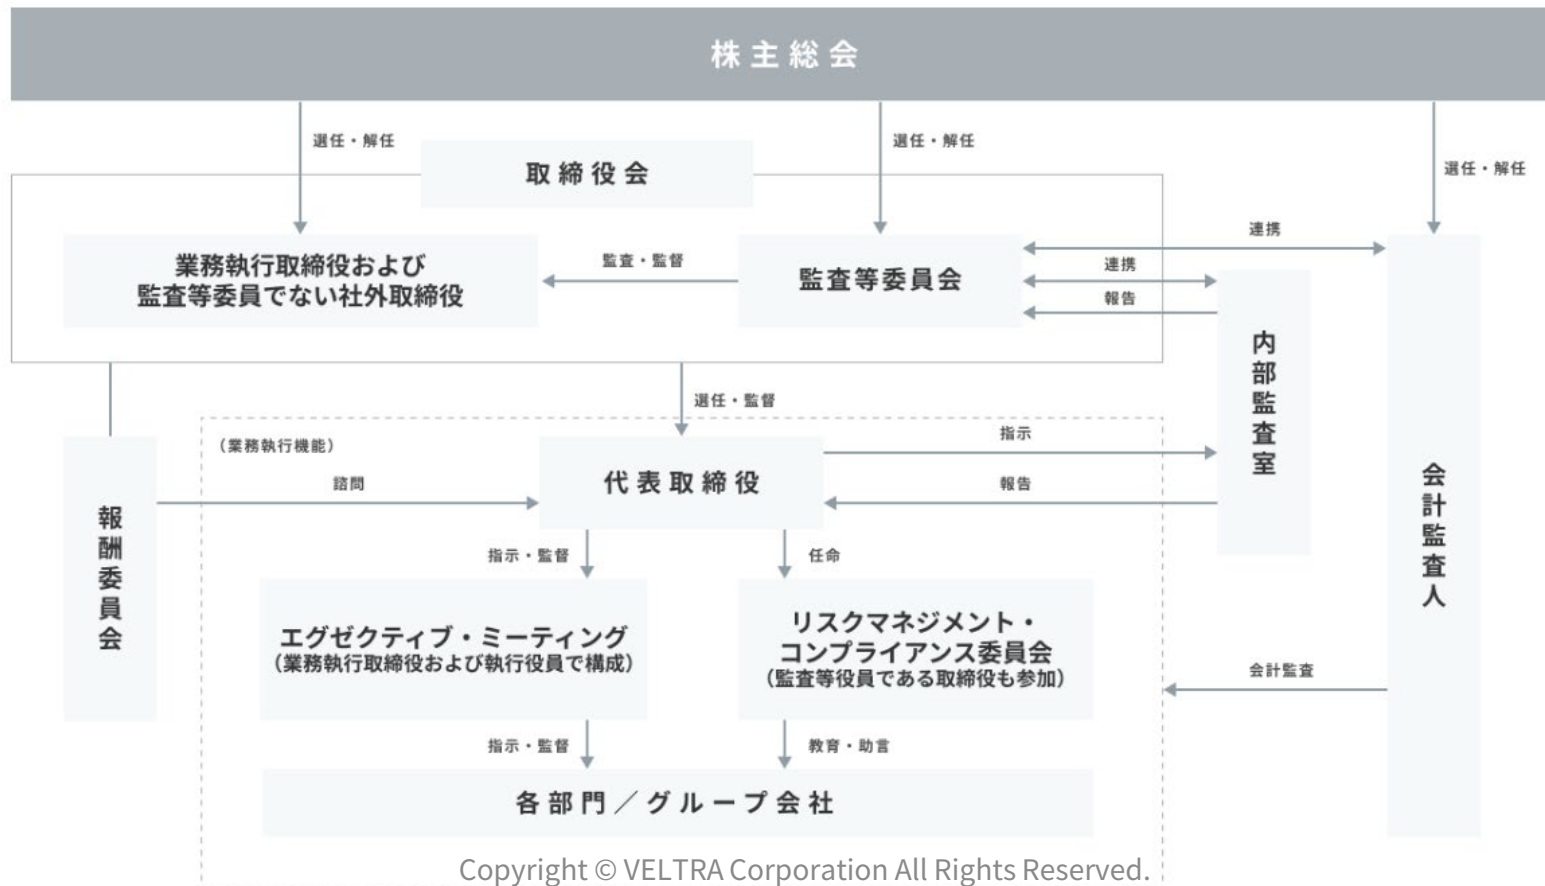 株主総会
選任・解任
選任・解任
選任・解任
取締役会
業務執行取締役および
監査等委員でない社外取締役
監査・監督
監査等委員会
連携
連携
報告
内部監査室
会計監査人
選任・監督
（業務執行機能）
代表取締役
指示
報告
諮問
報酬委員会
指示・監督
任命
エグゼクティブ・ミーティング
（業務執行取締役および執行役員で構成）
リスクマネジメント・
コンプライアンス委員会
（監査等役員である取締役も参加）
会計監査
指示・監督
教育・助言
各部門／グループ会社
Copyright © VELTRA Corporation All Rights Reserved.